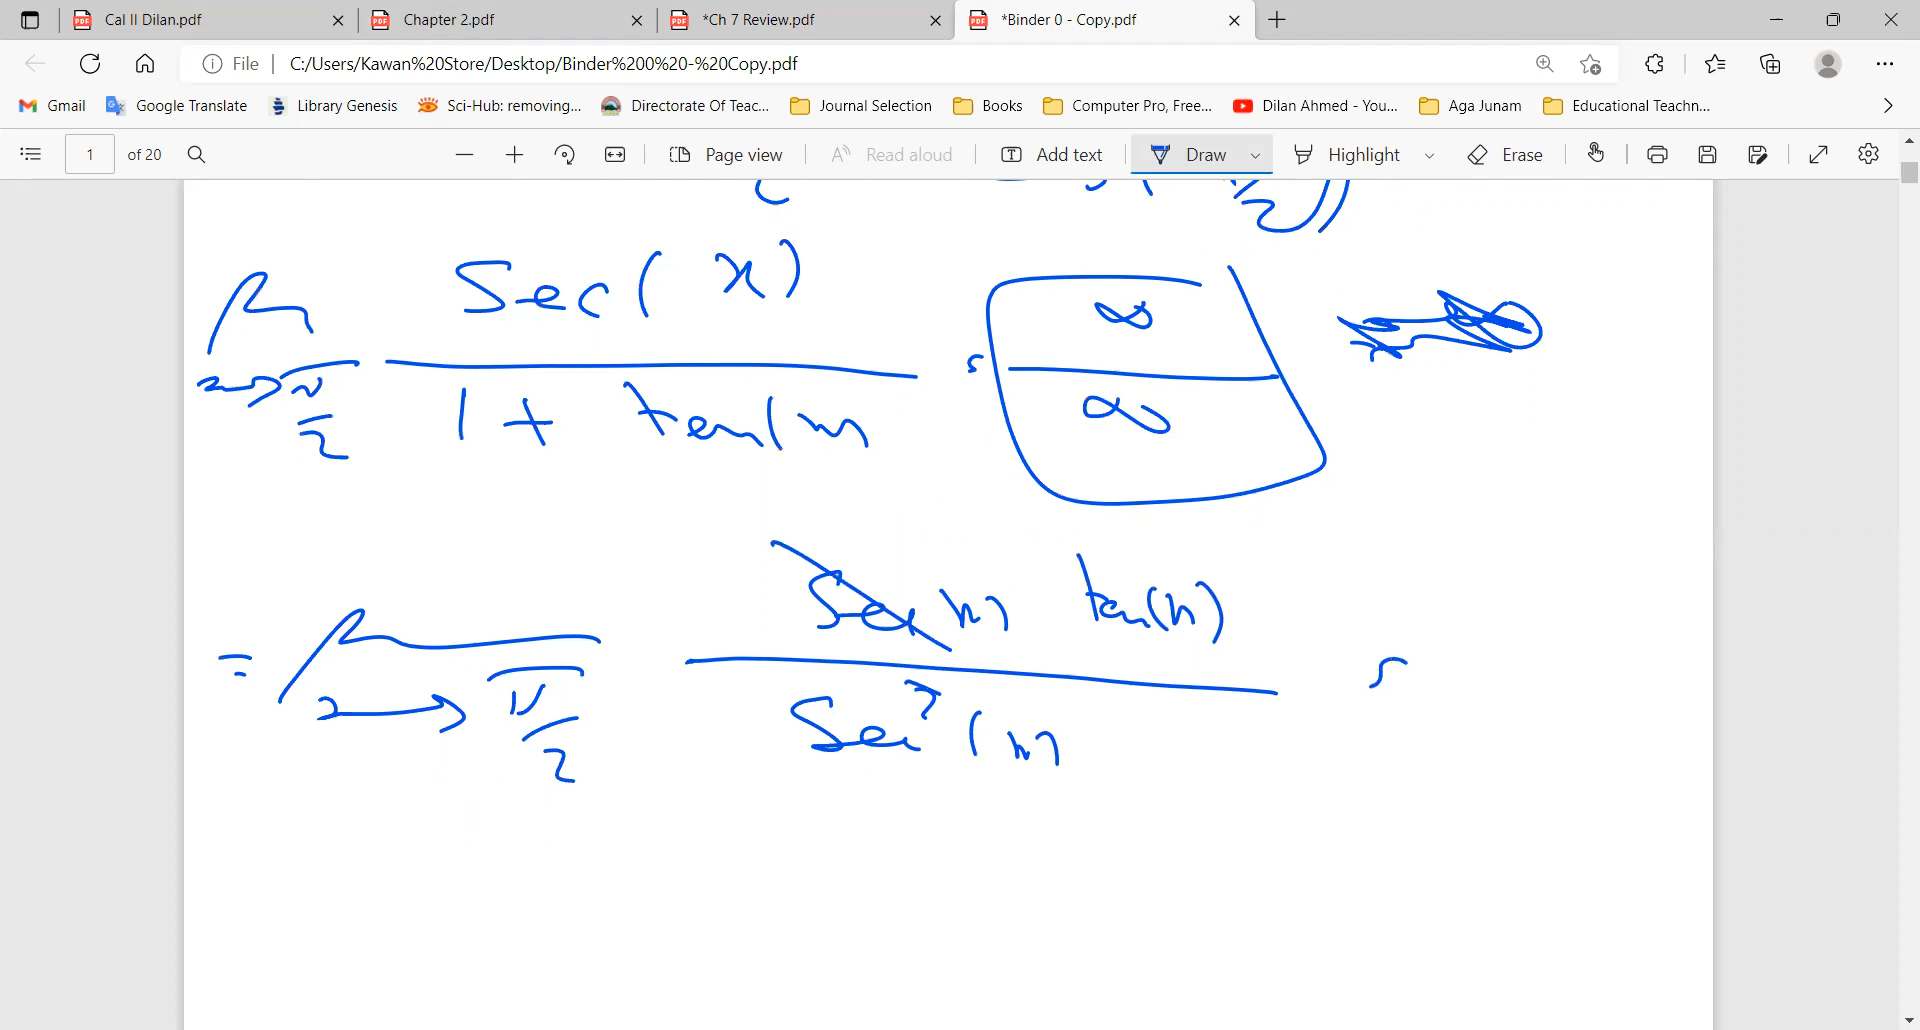 Cal II Dilan.pdf
Chapter 2.pdf
*Ch 7 Review.pdf
*Binder 0 - Copy.pdf
File
C:/Users/Kawan%20Store/Desktop/Binder%200%20-%20Copy.pdf
Gmail
Google Translate
Library Genesis
Sci-Hub: removing...
Directorate Of Teac...
Journal Selection
Books
Computer Pro, Free...
Dilan Ahmed - You...
Aga Junam
Educational Teachn...
1 of 20
Page view
Read aloud
Add text
Draw
Highlight
Erase
Sec(x)
π/2
1 + tan(x)
∞
∞
= π/2
Sec(x) tan(x)
Sec²(x)